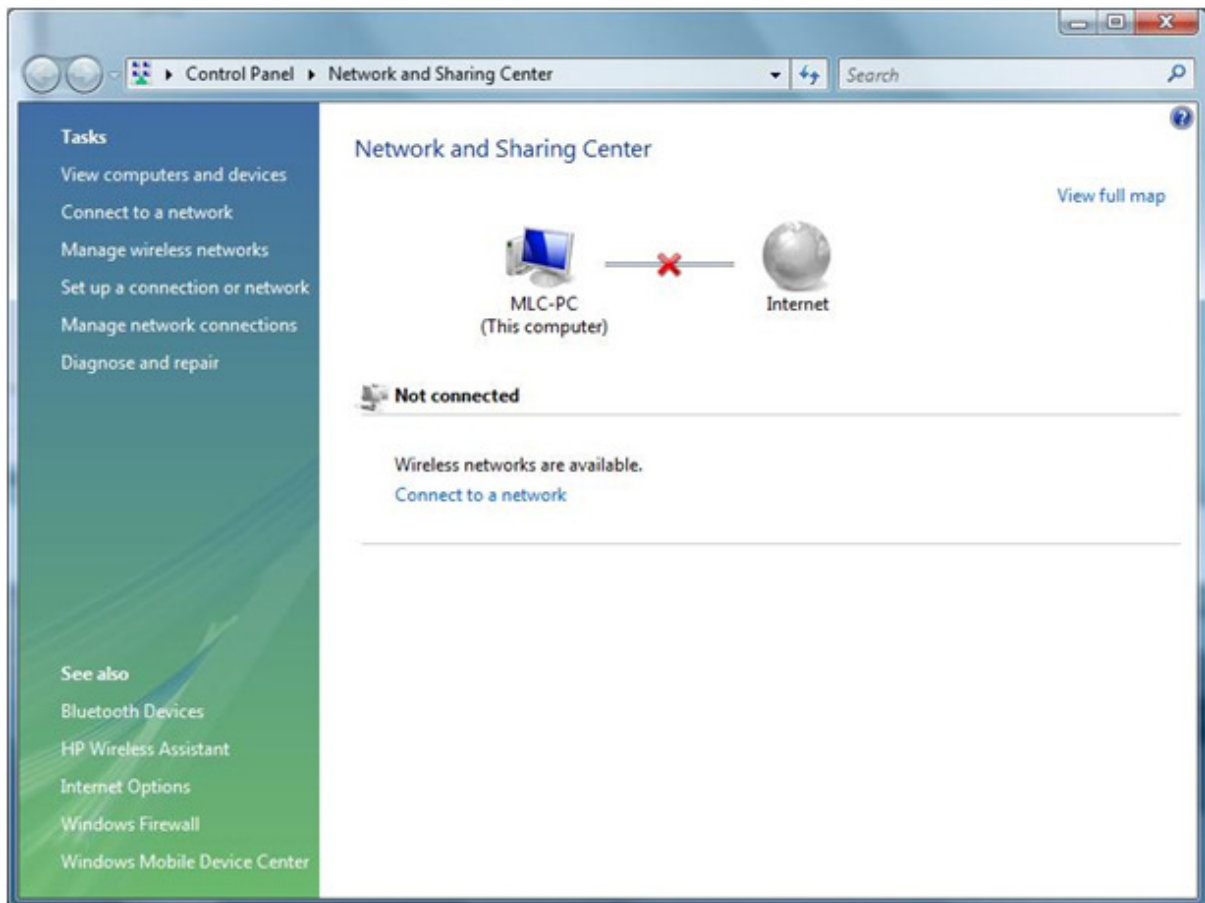 Control Panel Network and Sharing Center
Search
Tasks
View computers and devices
Connect to a network
Manage wireless networks
Set up a connection or network
Manage network connections
Diagnose and repair
See also
Bluetooth Devices
HP Wireless Assistant
Internet Options
Windows Firewall
Windows Mobile Device Center
Network and Sharing Center
View full map
MLC-PC
(This computer)
Internet
Not connected
Wireless networks are available.
Connect to a network